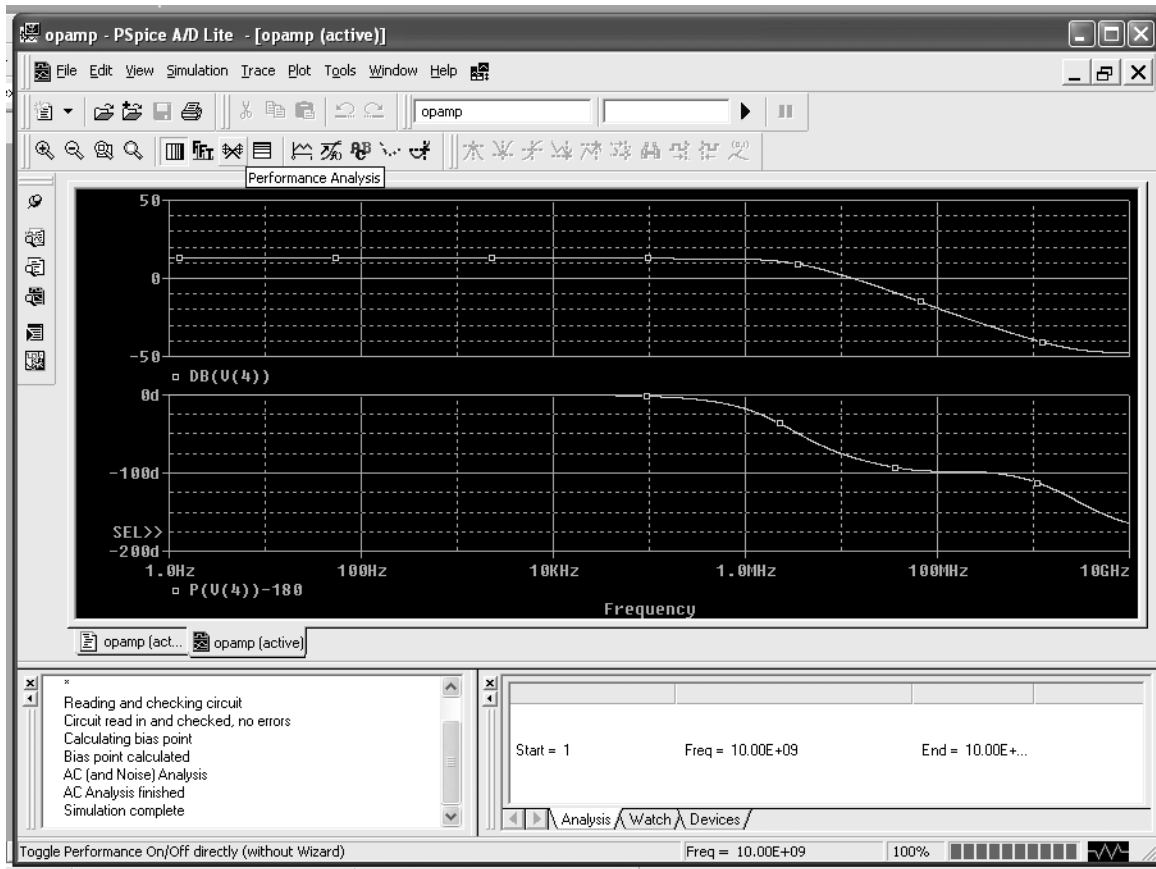 opamp - PSpice A/D Lite - [opamp (active)]
File Edit View Simulation Trace Plot Tools Window Help
opamp
FFT
Performance Analysis
50
0
-50
DB(V(4))
0d
-100d
SEL>>
-200d
1.0Hz 100Hz 10KHz 1.0MHz 100MHz 10GHz
P(V(4))-180
Frequency
opamp (act... opamp (active)
*
Reading and checking circuit
Circuit read in and checked, no errors
Calculating bias point
Bias point calculated
AC (and Noise) Analysis
AC Analysis finished
Simulation complete
Start = 1 Freq = 10.00E+09 End = 10.00E+...
Analysis Watch Devices
Toggle Performance On/Off directly (without Wizard) Freq = 10.00E+09 100%